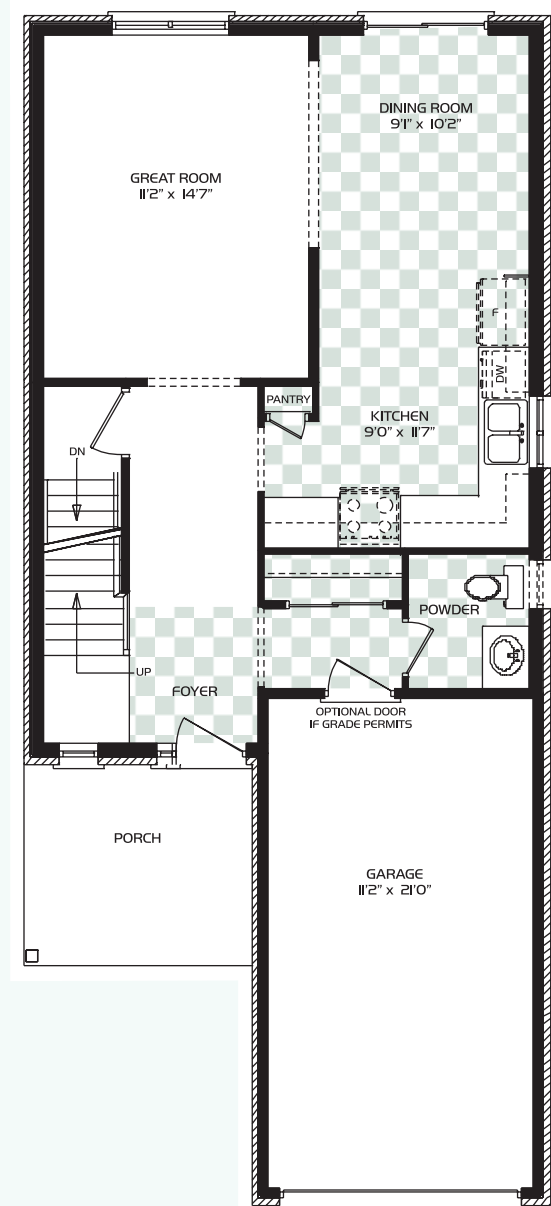 DINING ROOM
9'1" x 10'2"
GREAT ROOM
11'2" x 14'7"
F
DW
PANTRY
KITCHEN
9'0" x 11'7"
DN
POWDER
UP
FOYER
OPTIONAL DOOR
IF GRADE PERMITS
PORCH
GARAGE
11'2" x 21'0"